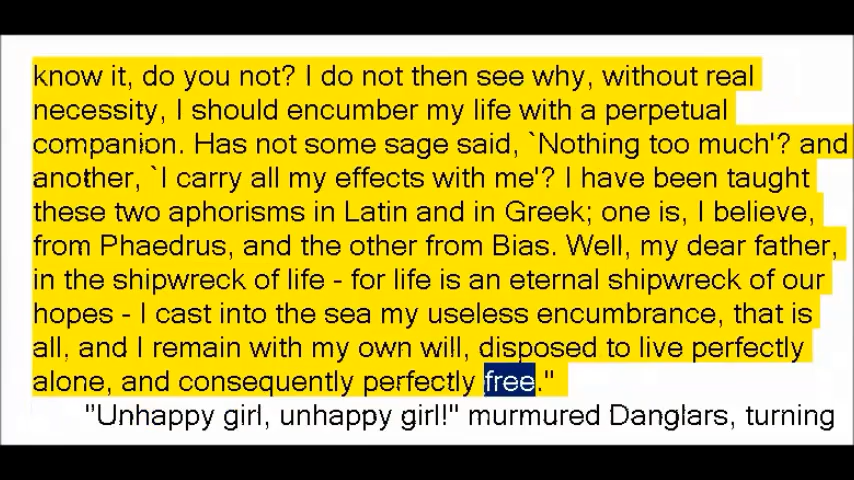 know it, do you not? I do not then see why, without real
necessity, I should encumber my life with a perpetual
companion. Has not some sage said, `Nothing too much'? and
another, `I carry all my effects with me'? I have been taught
these two aphorisms in Latin and in Greek; one is, I believe,
from Phaedrus, and the other from Bias. Well, my dear father,
in the shipwreck of life - for life is an eternal shipwreck of our
hopes - I cast into the sea my useless encumbrance, that is
all, and I remain with my own will, disposed to live perfectly
alone, and consequently perfectly free."
"Unhappy girl, unhappy girl!" murmured Danglars, turning